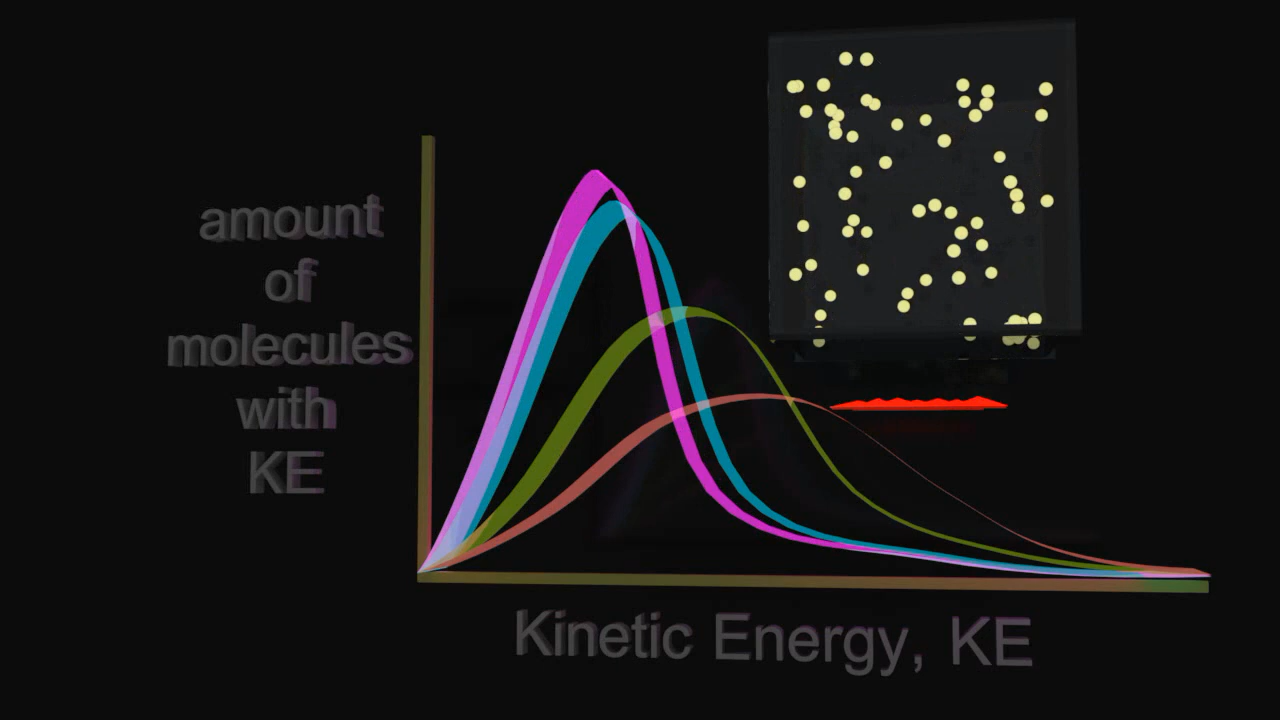 amount
of
molecules
with
KE
Kinetic Energy, KE